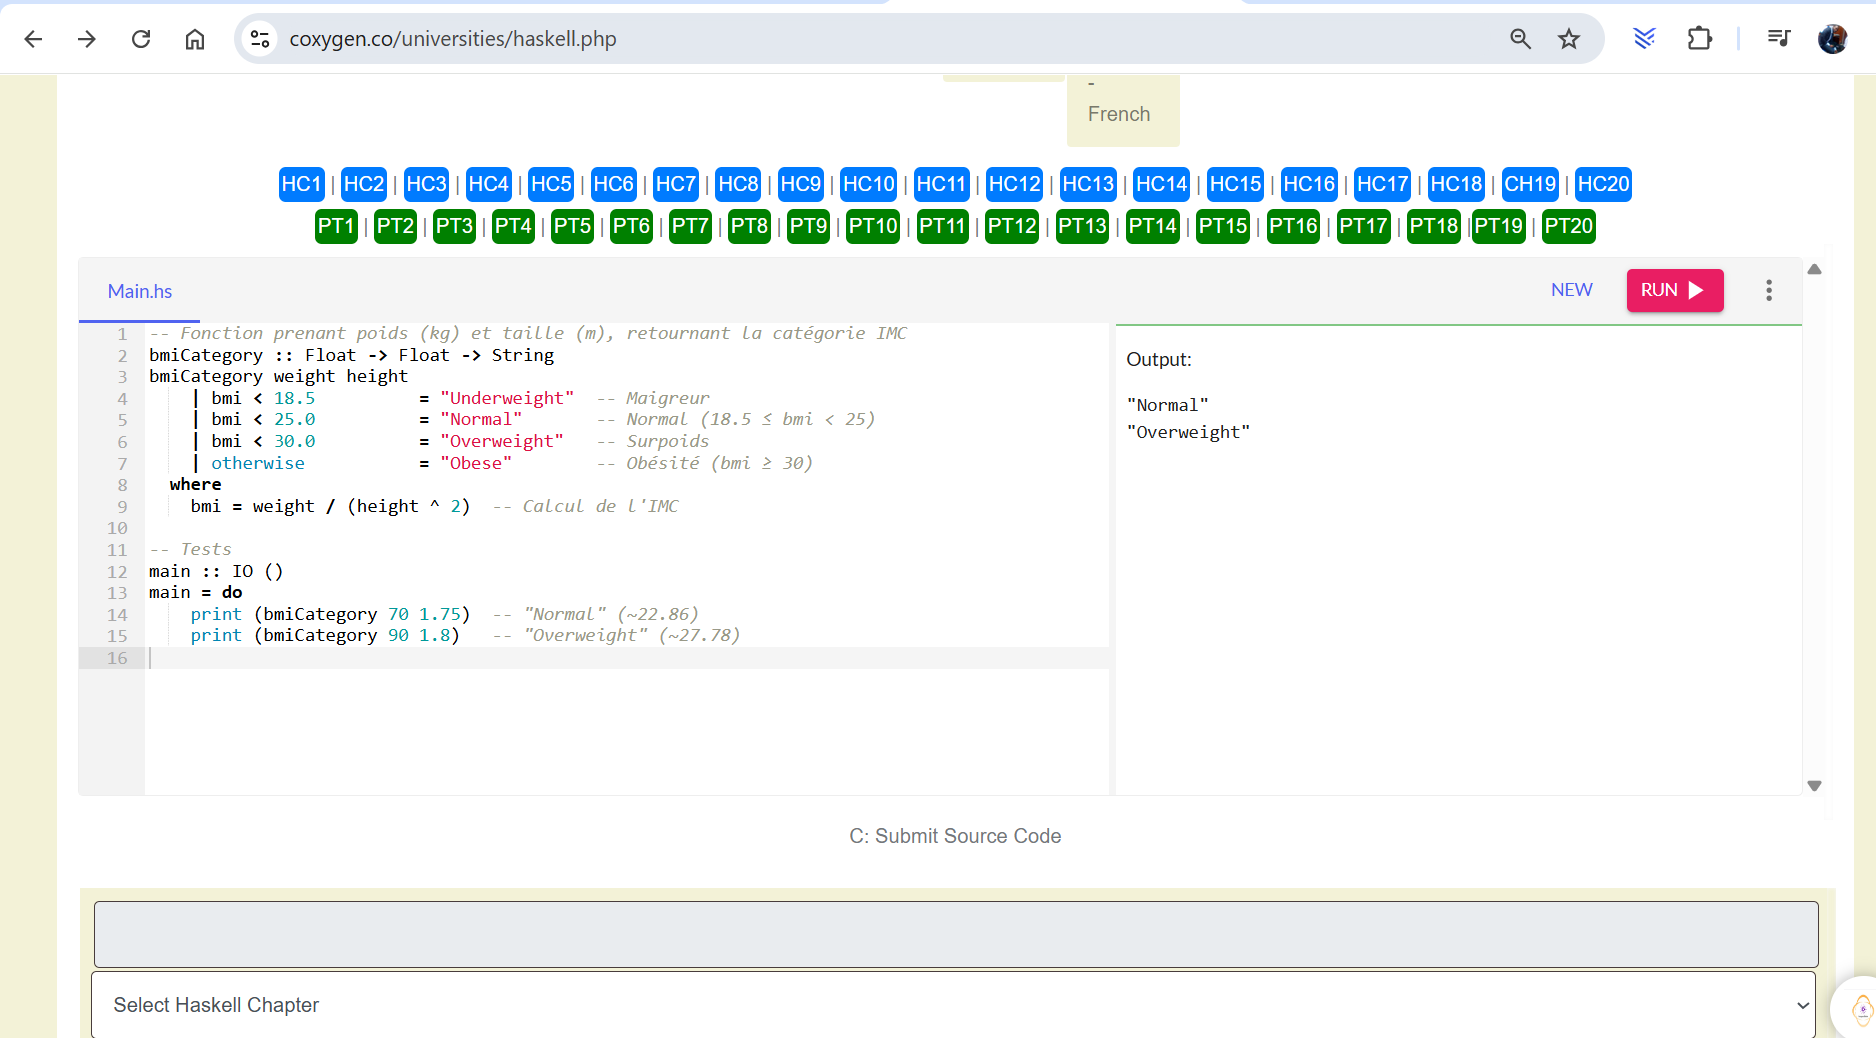 coxygen.co/universities/haskell.php
-
French
HC1 | HC2 | HC3 | HC4 | HC5 | HC6 | HC7 | HC8 | HC9 | HC10 | HC11 | HC12 | HC13 | HC14 | HC15 | HC16 | HC17 | HC18 | CH19 | HC20
PT1 | PT2 | PT3 | PT4 | PT5 | PT6 | PT7 | PT8 | PT9 | PT10 | PT11 | PT12 | PT13 | PT14 | PT15 | PT16 | PT17 | PT18 | PT19 | PT20
Main.hs
NEW
RUN
1 -- Fonction prenant poids (kg) et taille (m), retournant la catégorie IMC
2 bmiCategory :: Float -> Float -> String
3 bmiCategory weight height
4     | bmi < 18.5          = "Underweight"  -- Maigreur
5     | bmi < 25.0          = "Normal"       -- Normal (18.5 ≤ bmi < 25)
6     | bmi < 30.0          = "Overweight"   -- Surpoids
7     | otherwise           = "Obese"        -- Obésité (bmi ≥ 30)
8   where
9     bmi = weight / (height ^ 2)  -- Calcul de l'IMC
10
11 -- Tests
12 main :: IO ()
13 main = do
14     print (bmiCategory 70 1.75)  -- "Normal" (~22.86)
15     print (bmiCategory 90 1.8)   -- "Overweight" (~27.78)
16
Output:
"Normal"
"Overweight"
C: Submit Source Code
Select Haskell Chapter